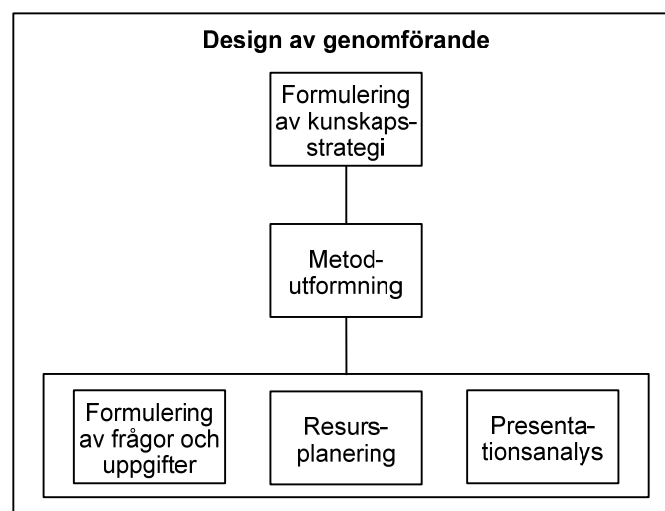 Design av genomförande
Formulering
av kunskaps-
strategi
Metod-
utformning
Formulering
av frågor och
uppgifter
Resurs-
planering
Presenta-
tionsanalys